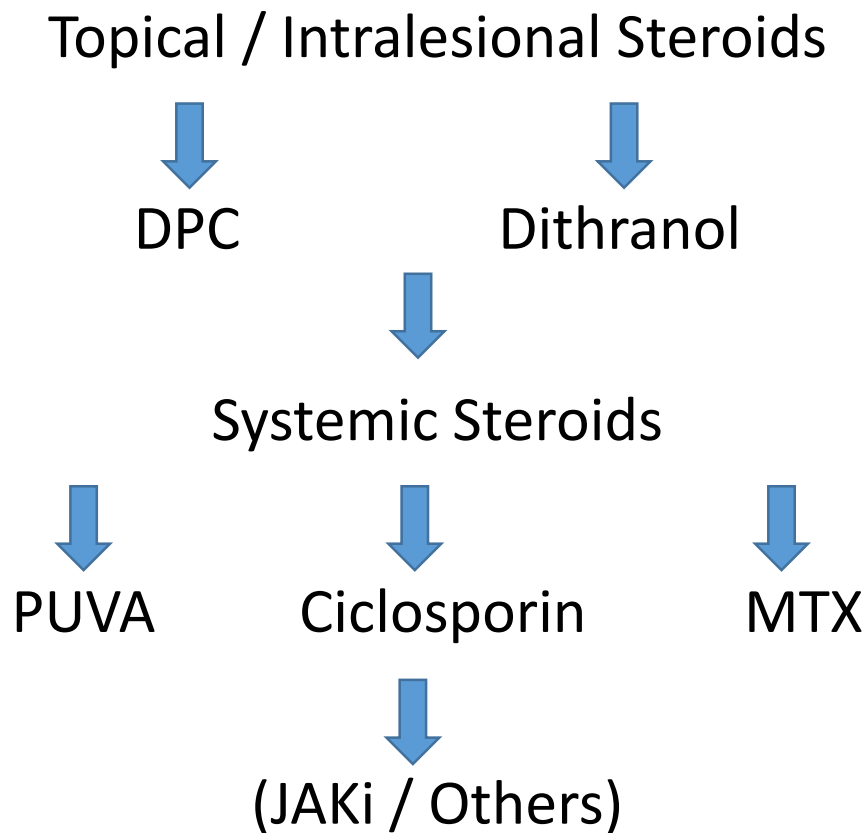 Topical / Intralesional Steroids
DPC Dithranol
Systemic Steroids
PUVA Ciclosporin MTX
(JAKi / Others)